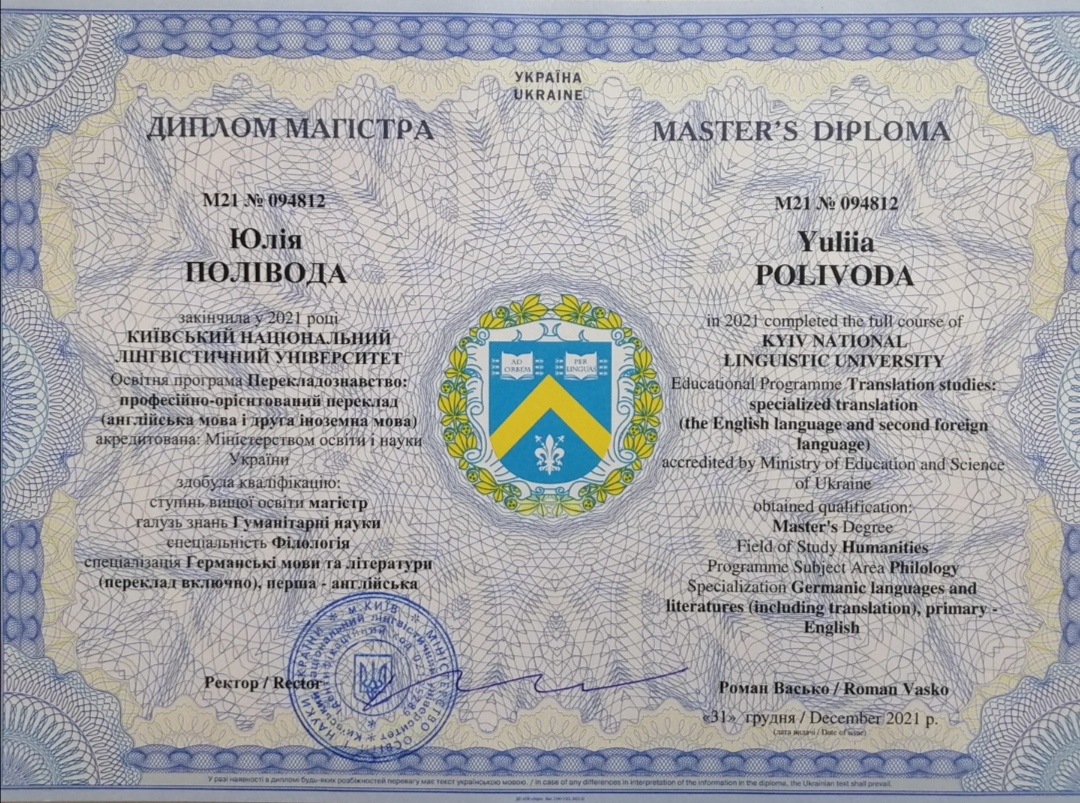 УКРАЇНА
UKRAINE
ДИПЛОМ МАГІСТРА
М21 № 094812
Юлія
ПОЛІВОДА
закінчила у 2021 році
КИЇВСЬКИЙ НАЦІОНАЛЬНИЙ
ЛІНГВІСТИЧНИЙ УНІВЕРСИТЕТ
Освітня програма Перекладознавство:
професійно-орієнтований переклад
(англійська мова і друга іноземна мова)
акредитована: Міністерством освіти і науки
України
здобула кваліфікацію:
ступінь вищої освіти магістр
галузь знань Гуманітарні науки
спеціальність Філологія
спеціалізація Германські мови та літератури
(переклад включно), перша - англійська
AD
ORBEM
PER
LINGUAS
MASTER'S DIPLOMA
M21 № 094812
Yuliia
POLIVODA
in 2021 completed the full course of
KYIV NATIONAL
LINGUISTIC UNIVERSITY
Educational Programme Translation studies:
specialized translation
(the English language and second foreign
language)
accredited by Ministry of Education and Science
of Ukraine
obtained qualification:
Master's Degree
Field of Study Humanities
Programme Subject Area Philology
Specialization Germanic languages and
literatures (including translation), primary -
English
Ректор / Rector
Роман Васько / Roman Vasko
«31» грудня / December 2021 р.
(дата видачі / Date of issue)
У разі наявності в дипломі будь-яких розбіжностей перевагу має текст українською мовою. / In case of any differences in interpretation of the information in the diploma, the Ukrainian text shall prevail.